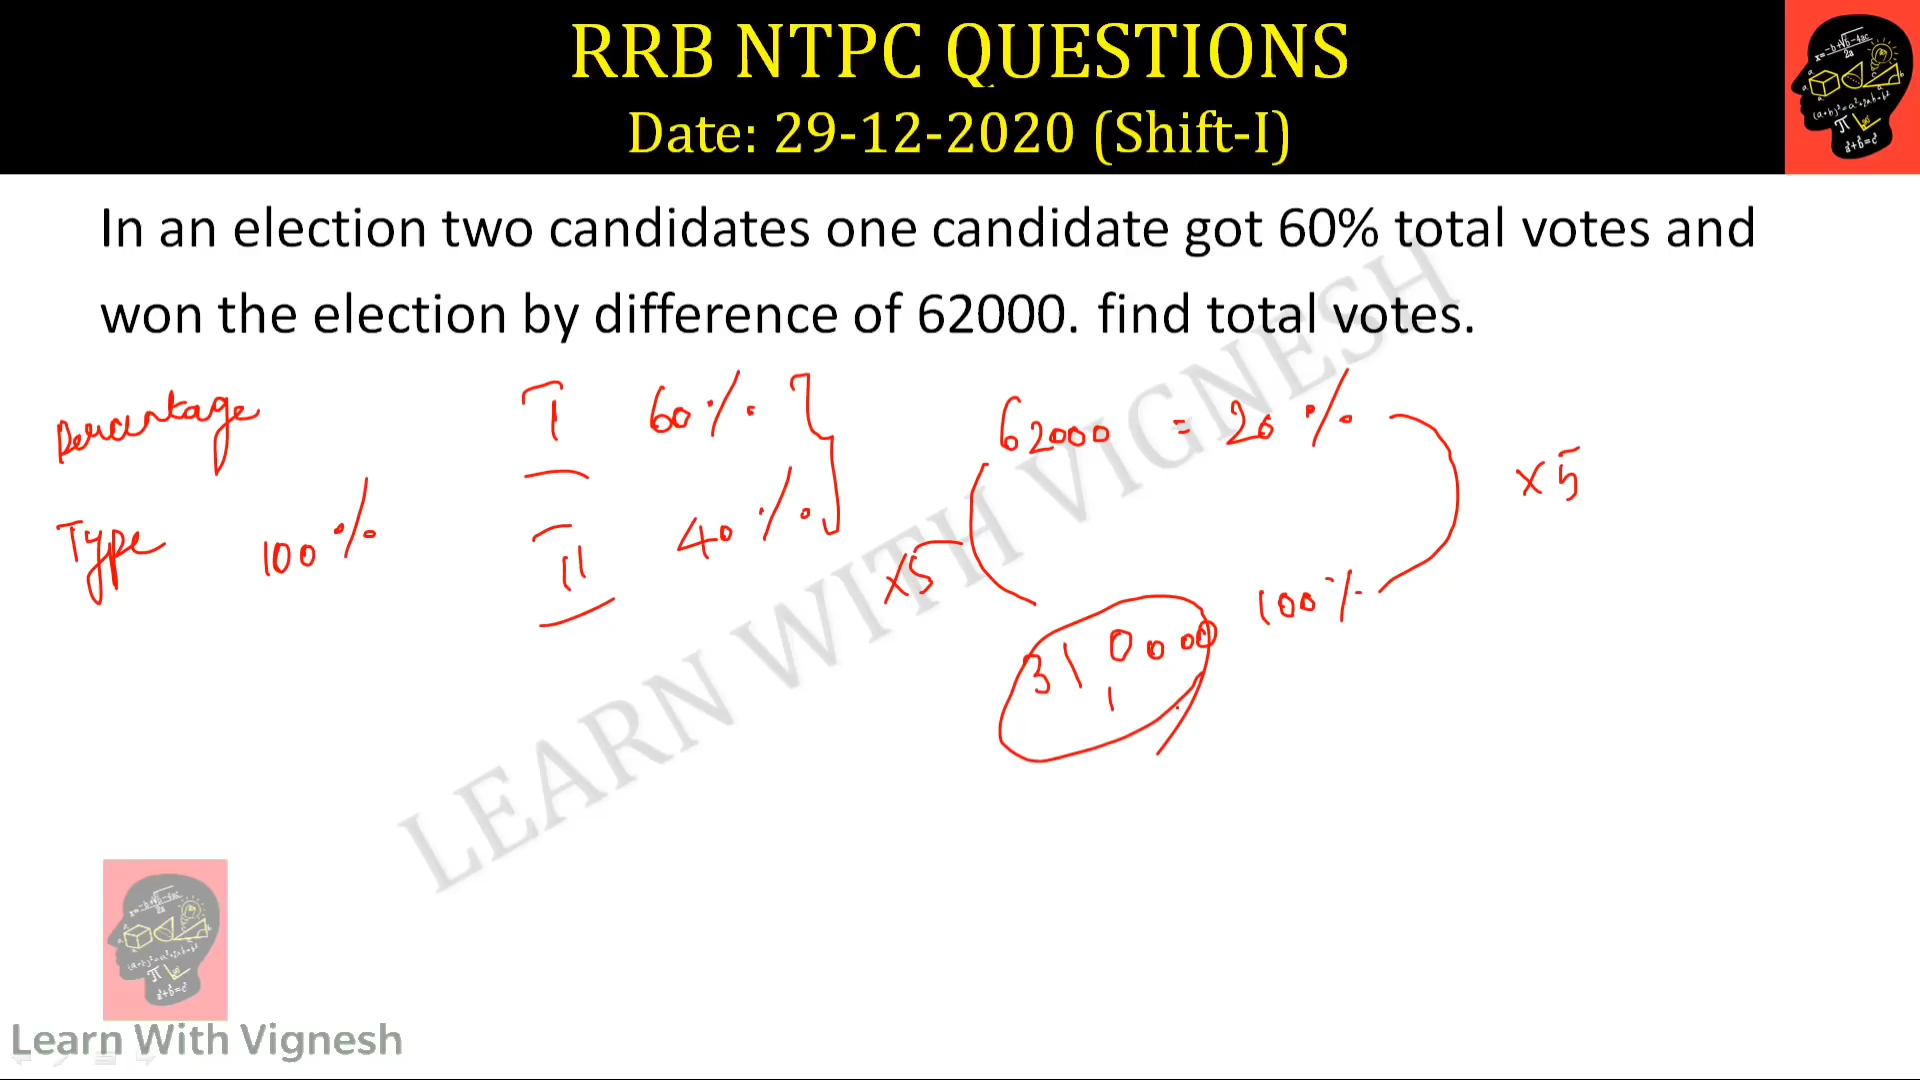 RRB NTPC QUESTIONS
Date: 29-12-2020 (Shift-I)
In an election two candidates one candidate got 60% total votes and
won the election by difference of 62000. find total votes.
Percentage
Type 100%
I 60%
II 40%
62000 = 20%
×5
×5
310000 100%
LEARN WITH VIGNESH
Learn With Vignesh